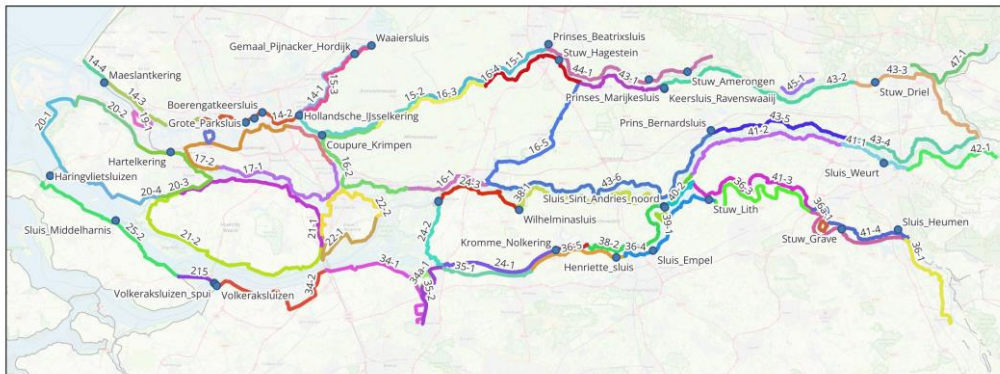 Prinses_Beatrixsluis
Waaiersluis
Gemaal_Pijnacker_Hordijk
Stuw_Hagestein
47-1
14-4
15-3
15-1
16-4
44-1
43-1
43-3
Maeslantkering
14-3
14-1
15-2
16-3
Stuw_Amerongen
45-1
43-2
Stuw_Driel
Prinses_Marijkesluis
Keersluis_Ravenswaaij
20-1
20-2
19-1
Boerengatkeersluis
14-2
Hollandsche_IJsselkering
Grote_Parksluis
Prins_Bernardsluis
43-5
Coupure_Krimpen
41-2
43-4
41-1
42-1
Hartelkering
17-2
17-1
16-2
16-5
Sluis_Weurt
Haringvlietsluizen
20-4
20-3
16-1
24-3
43-6
40-2
41-3
36-3
38-1
Sluis_Sint_Andries_noord
Stuw_Lith
Wilhelminasluis
22-2
39-1
36a-1
Sluis_Heumen
Sluis_Middelharnis
25-2
21-1
22-1
24-2
Kromme_Nolkering
36-5
38-2
36-4
Stuw_Grave
41-4
21-2
Sluis_Empel
36-1
215
34-1
34a-1
35-1
24-1
Henriette_sluis
34-2
35-2
Volkeraksluizen_spui
Volkeraksluizen